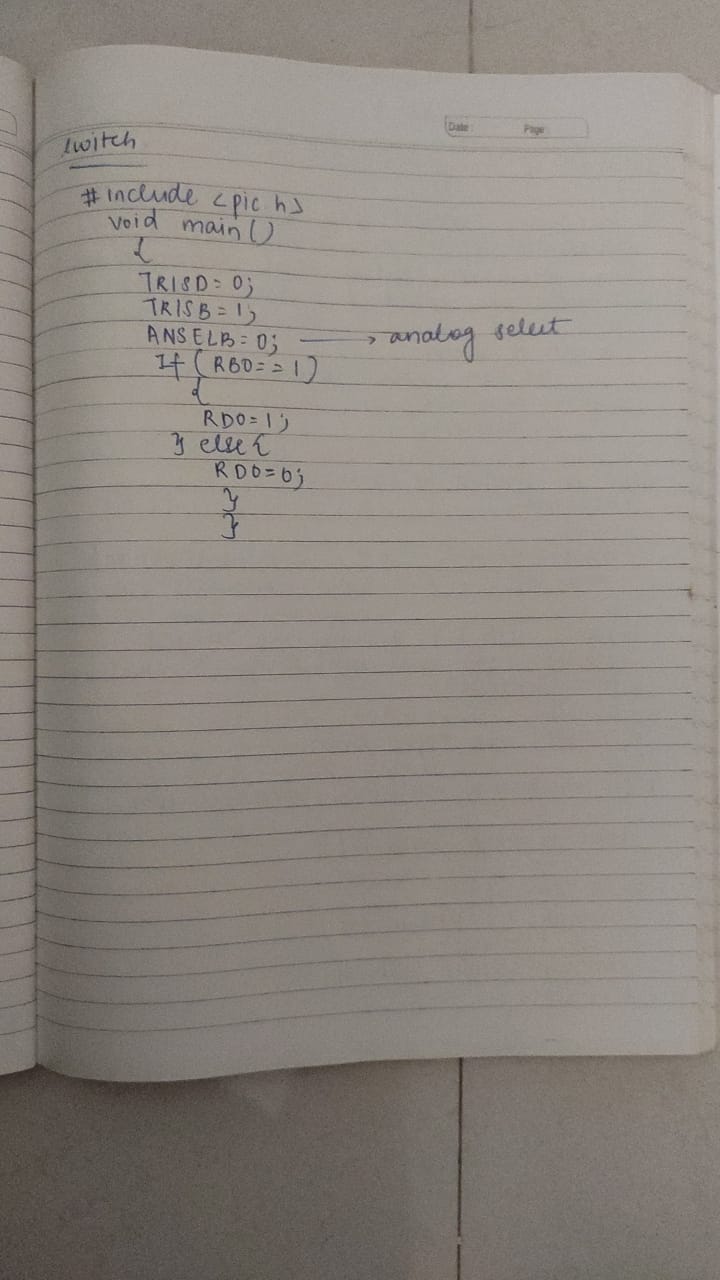 Date Page
switch
#include <pic h>
void main()
{
TRISD=0;
TRISB=1;
ANSELB=0; → analog select
If (RB0==1)
{
RD0=1;
} else {
RD0=0;
}
}